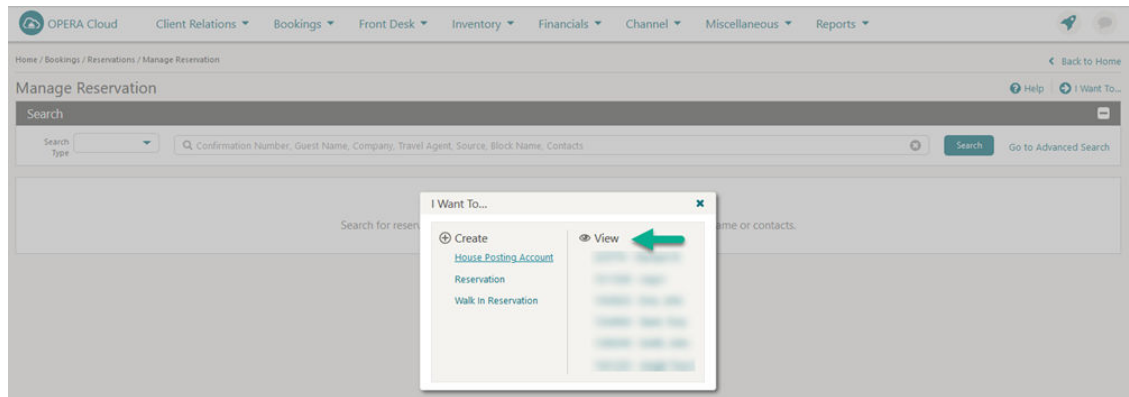 OPERA Cloud Client Relations Bookings Front Desk Inventory Financials Channel Miscellaneous Reports
Home / Bookings / Reservations / Manage Reservation Back to Home
Manage Reservation Help I Want To...
Search
Search Type Confirmation Number, Guest Name, Company, Travel Agent, Source, Block Name, Contacts Search Go to Advanced Search
I Want To...
Search for reser ame or contacts.
Create View
House Posting Account
Reservation
Walk In Reservation